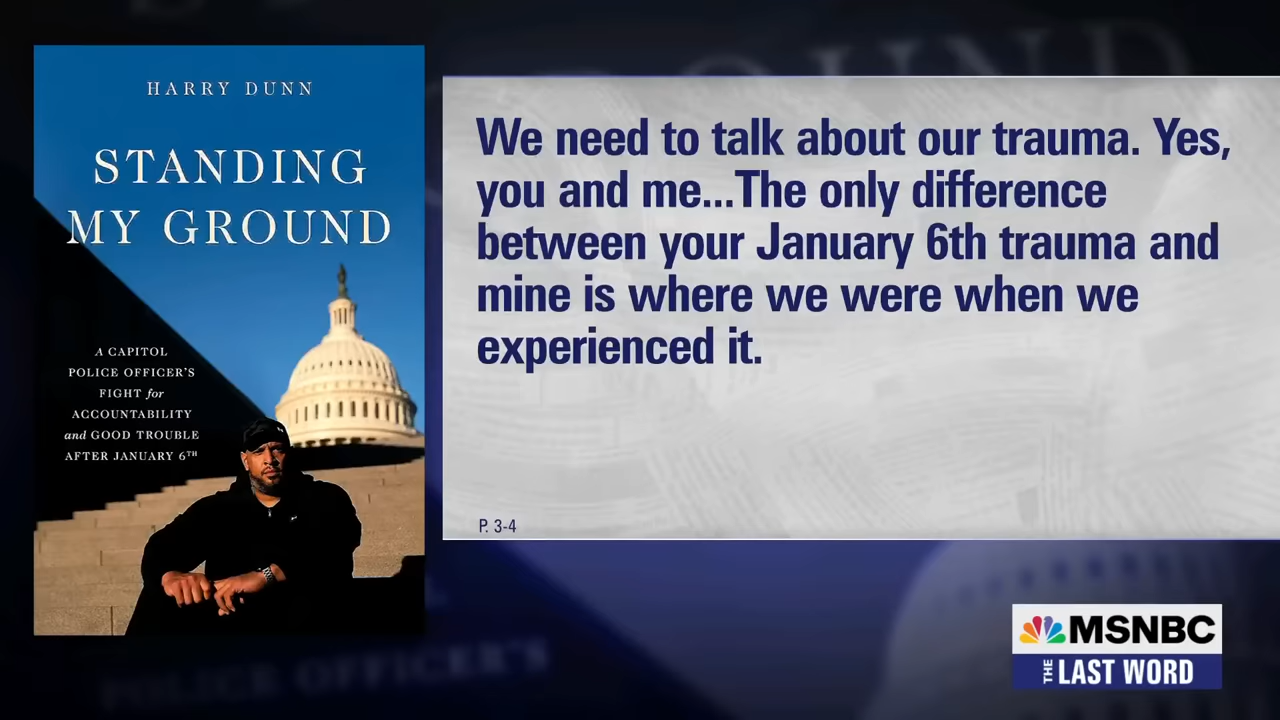 HARRY DUNN
STANDING
MY GROUND
A CAPITOL
POLICE OFFICER'S
FIGHT for
ACCOUNTABILITY
and GOOD TROUBLE
AFTER JANUARY 6TH
We need to talk about our trauma. Yes,
you and me...The only difference
between your January 6th trauma and
mine is where we were when we
experienced it.
P. 3-4
MSNBC
THE LAST WORD
POLICE OFFICER'S